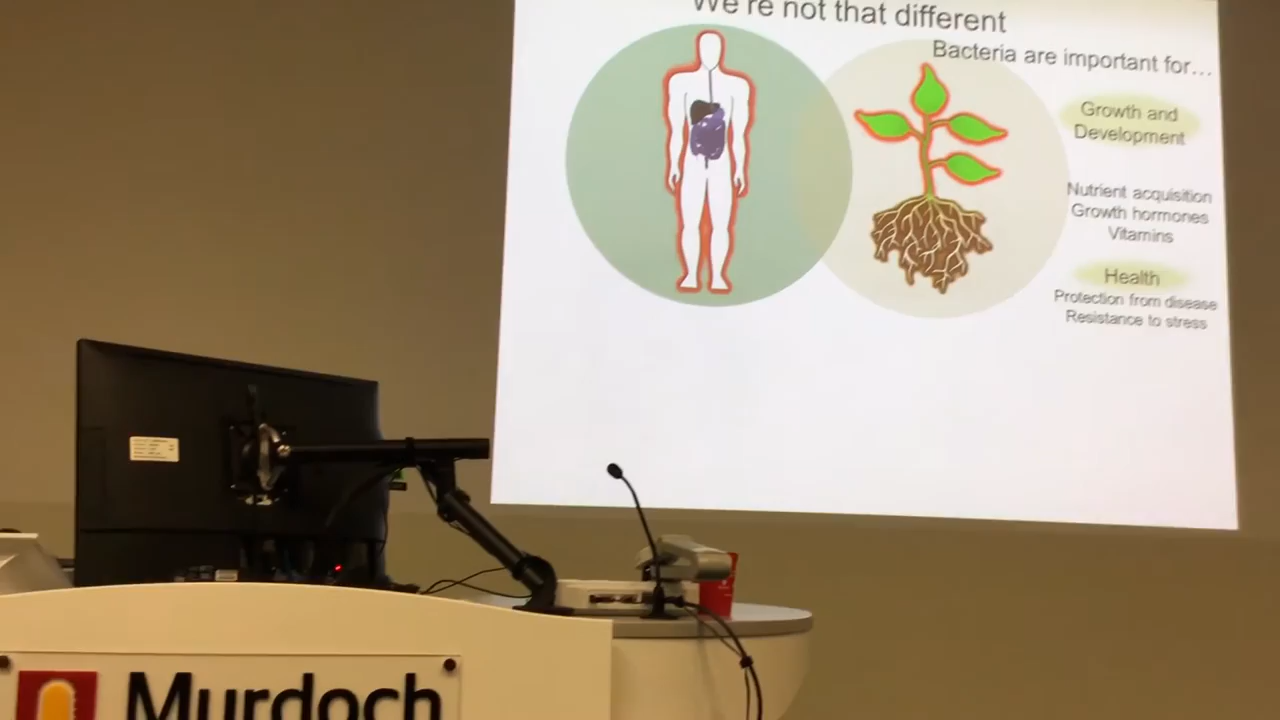 We're not that different
Bacteria are important for...
Growth and
Development
Nutrient acquisition
Growth hormones
Vitamins
Health
Protection from disease
Resistance to stress
Murdoch